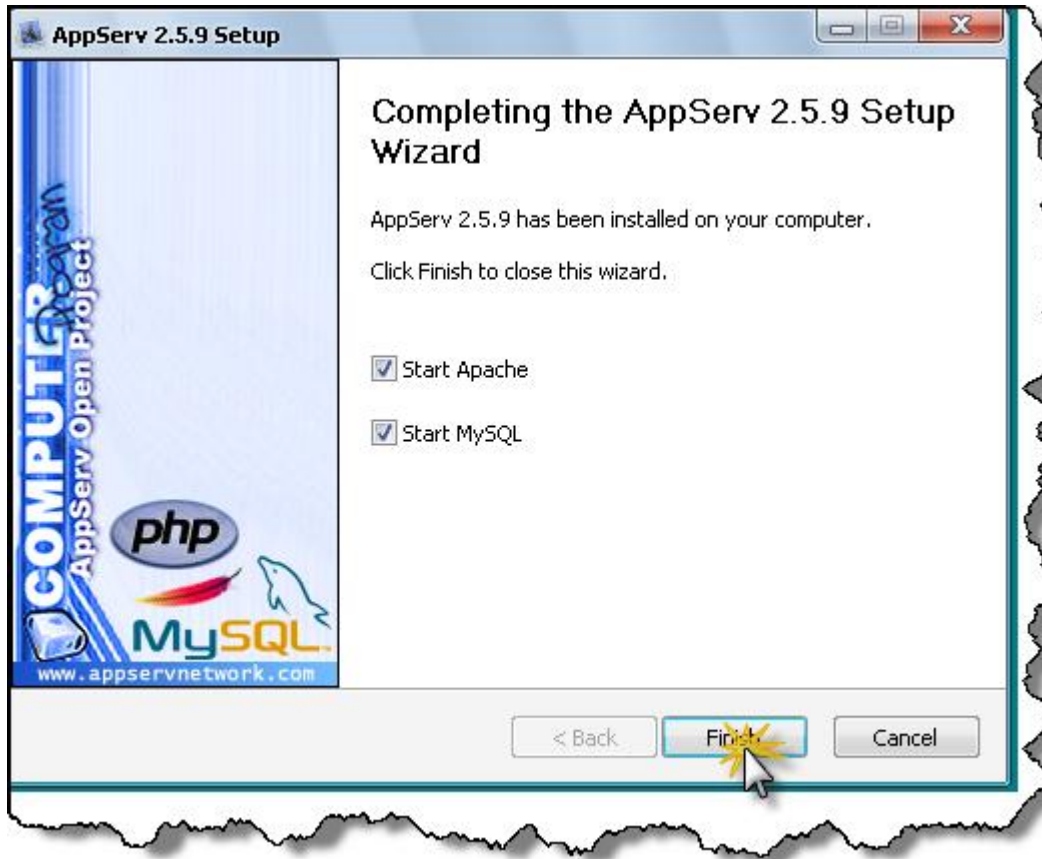 AppServ 2.5.9 Setup
Completing the AppServ 2.5.9 Setup
Wizard
AppServ 2.5.9 has been installed on your computer.
Click Finish to close this wizard.
Start Apache
Start MySQL
COMPUTER
Program
AppServ Open Project
php
MySQL
www.appservnetwork.com
< Back
Finish
Cancel